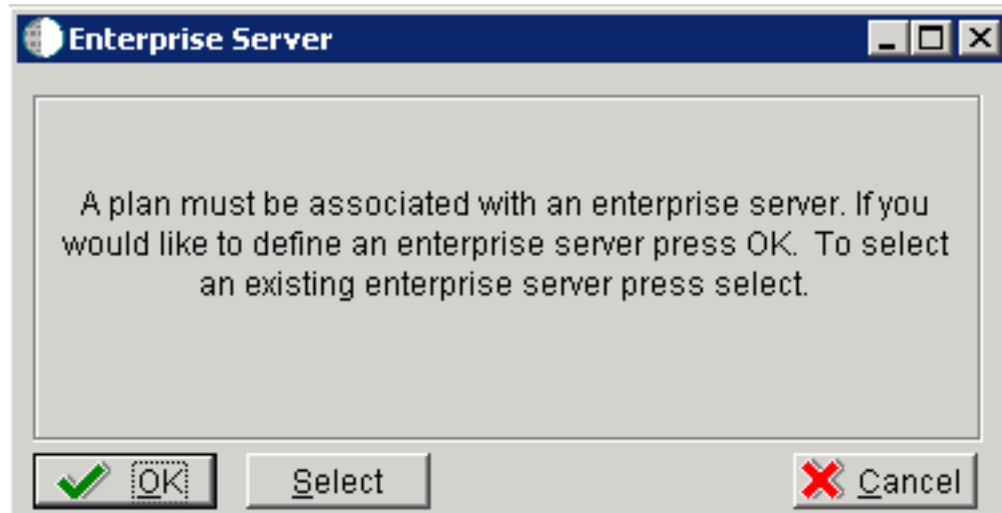 Enterprise Server
A plan must be associated with an enterprise server. If you
would like to define an enterprise server press OK.  To select
an existing enterprise server press select.
OK
Select
Cancel